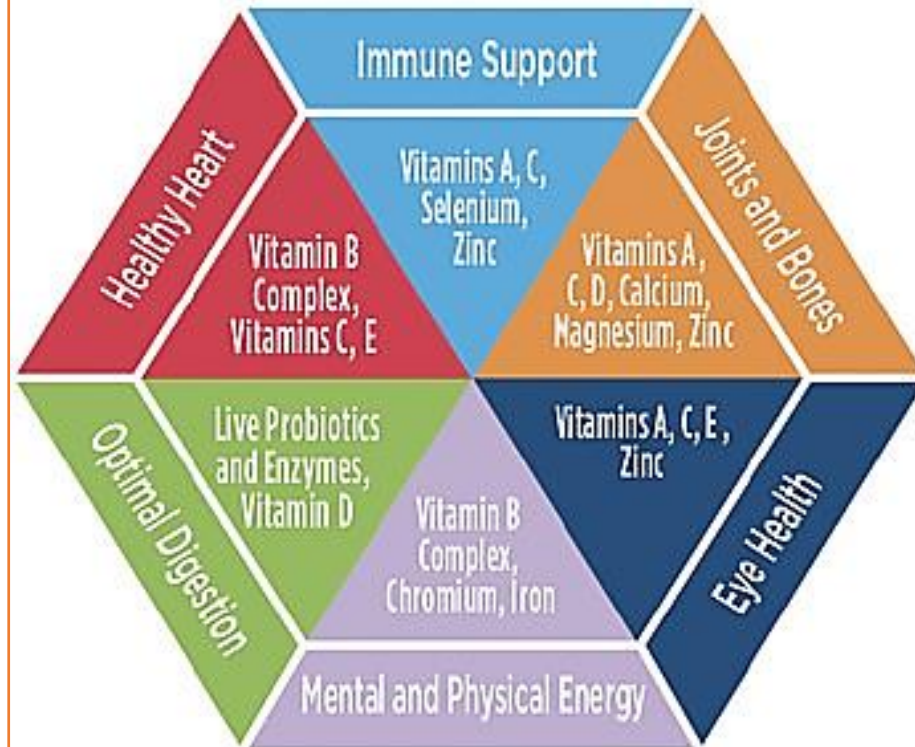 Immune Support
Vitamins A, C,
Selenium,
Zinc
Joints and Bones
Vitamins A,
C, D, Calcium,
Magnesium, Zinc
Eye Health
Vitamins A, C, E ,
Zinc
Mental and Physical Energy
Vitamin B
Complex,
Chromium, Iron
Optimal Digestion
Live Probiotics
and Enzymes,
Vitamin D
Healthy Heart
Vitamin B
Complex,
Vitamins C, E